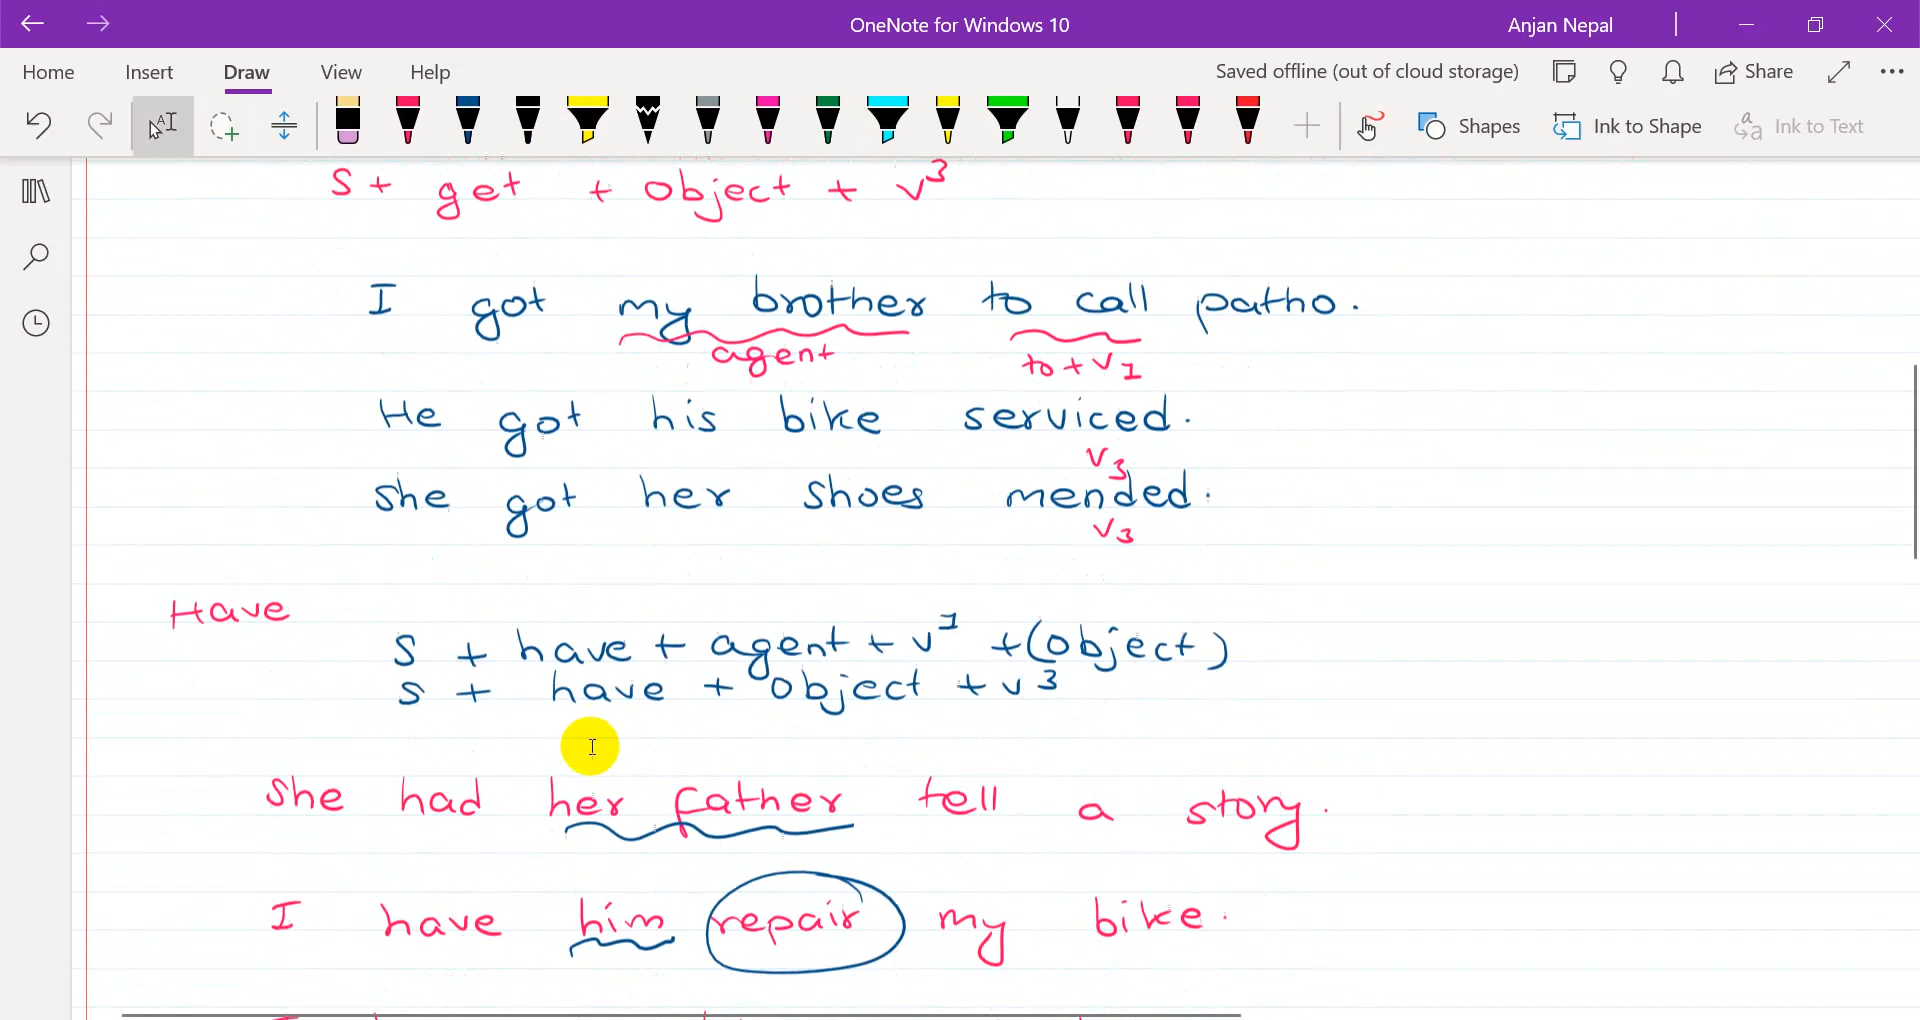 OneNote for Windows 10
Anjan Nepal
Home Insert Draw View Help
Saved offline (out of cloud storage) Share
Shapes Ink to Shape Ink to Text
S + get + object + v3
I got my brother to call patho.
agent to + v1
He got his bike serviced.
v3
She got her shoes mended.
v3
Have
S + have + agent + v1 + (object)
S + have + object + v3
She had her father tell a story.
I have him repair my bike.